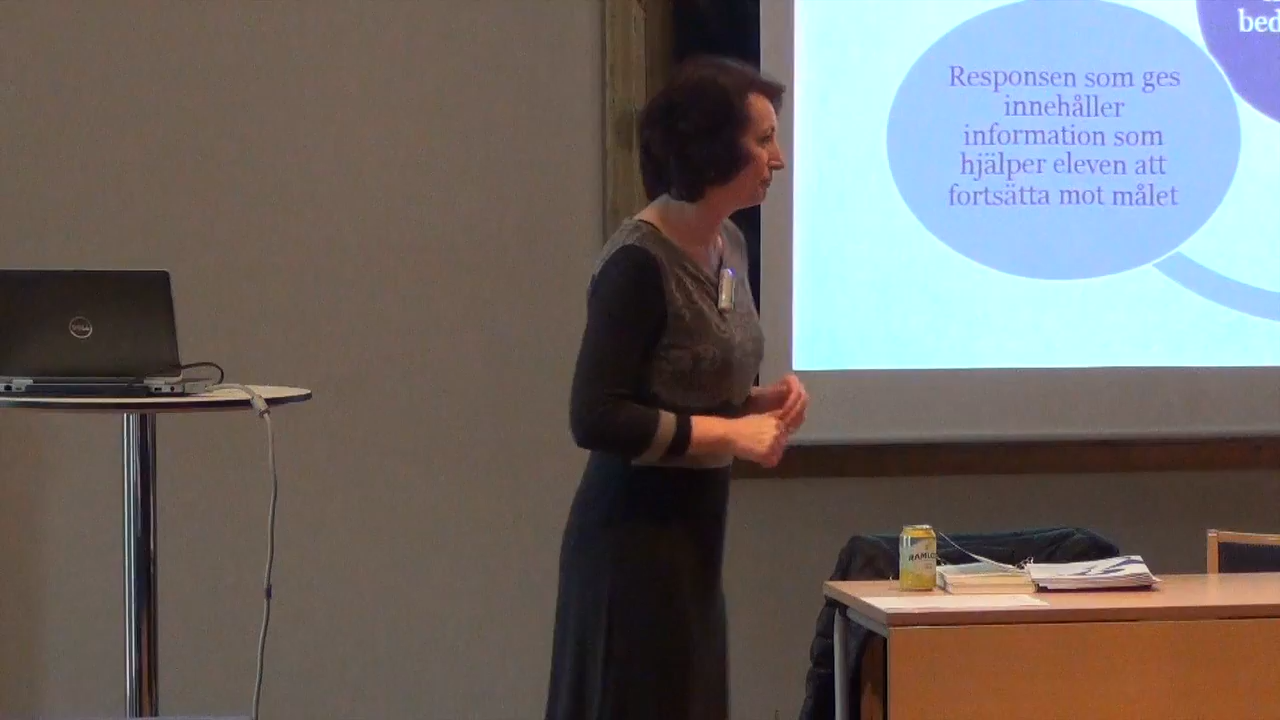 bed
Responsen som ges
innehåller
information som
hjälper eleven att
fortsätta mot målet
DELL
RAMLÖ